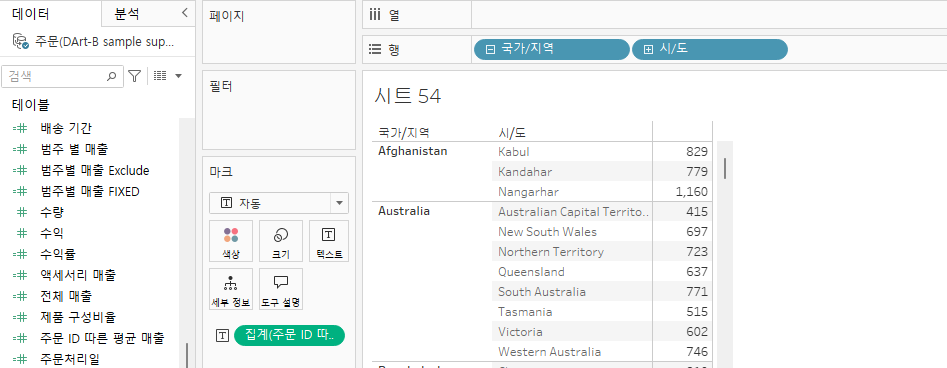 데이터 분석
주문(DArt-B sample sup...
검색
테이블
배송 기간
범주 별 매출
범주별 매출 Exclude
범주별 매출 FIXED
수량
수익
수익률
액세서리 매출
전체 매출
제품 구성비율
주문 ID 따른 평균 매출
주문처리일
페이지
필터
마크
자동
색상 크기 텍스트
세부 정보 도구 설명
집계(주문 ID 따..
열
행 국가/지역 시/도
시트 54
국가/지역 시/도
Afghanistan Kabul 829
Kandahar 779
Nangarhar 1,160
Australia Australian Capital Territo.. 415
New South Wales 697
Northern Territory 723
Queensland 637
South Australia 771
Tasmania 515
Victoria 602
Western Australia 746